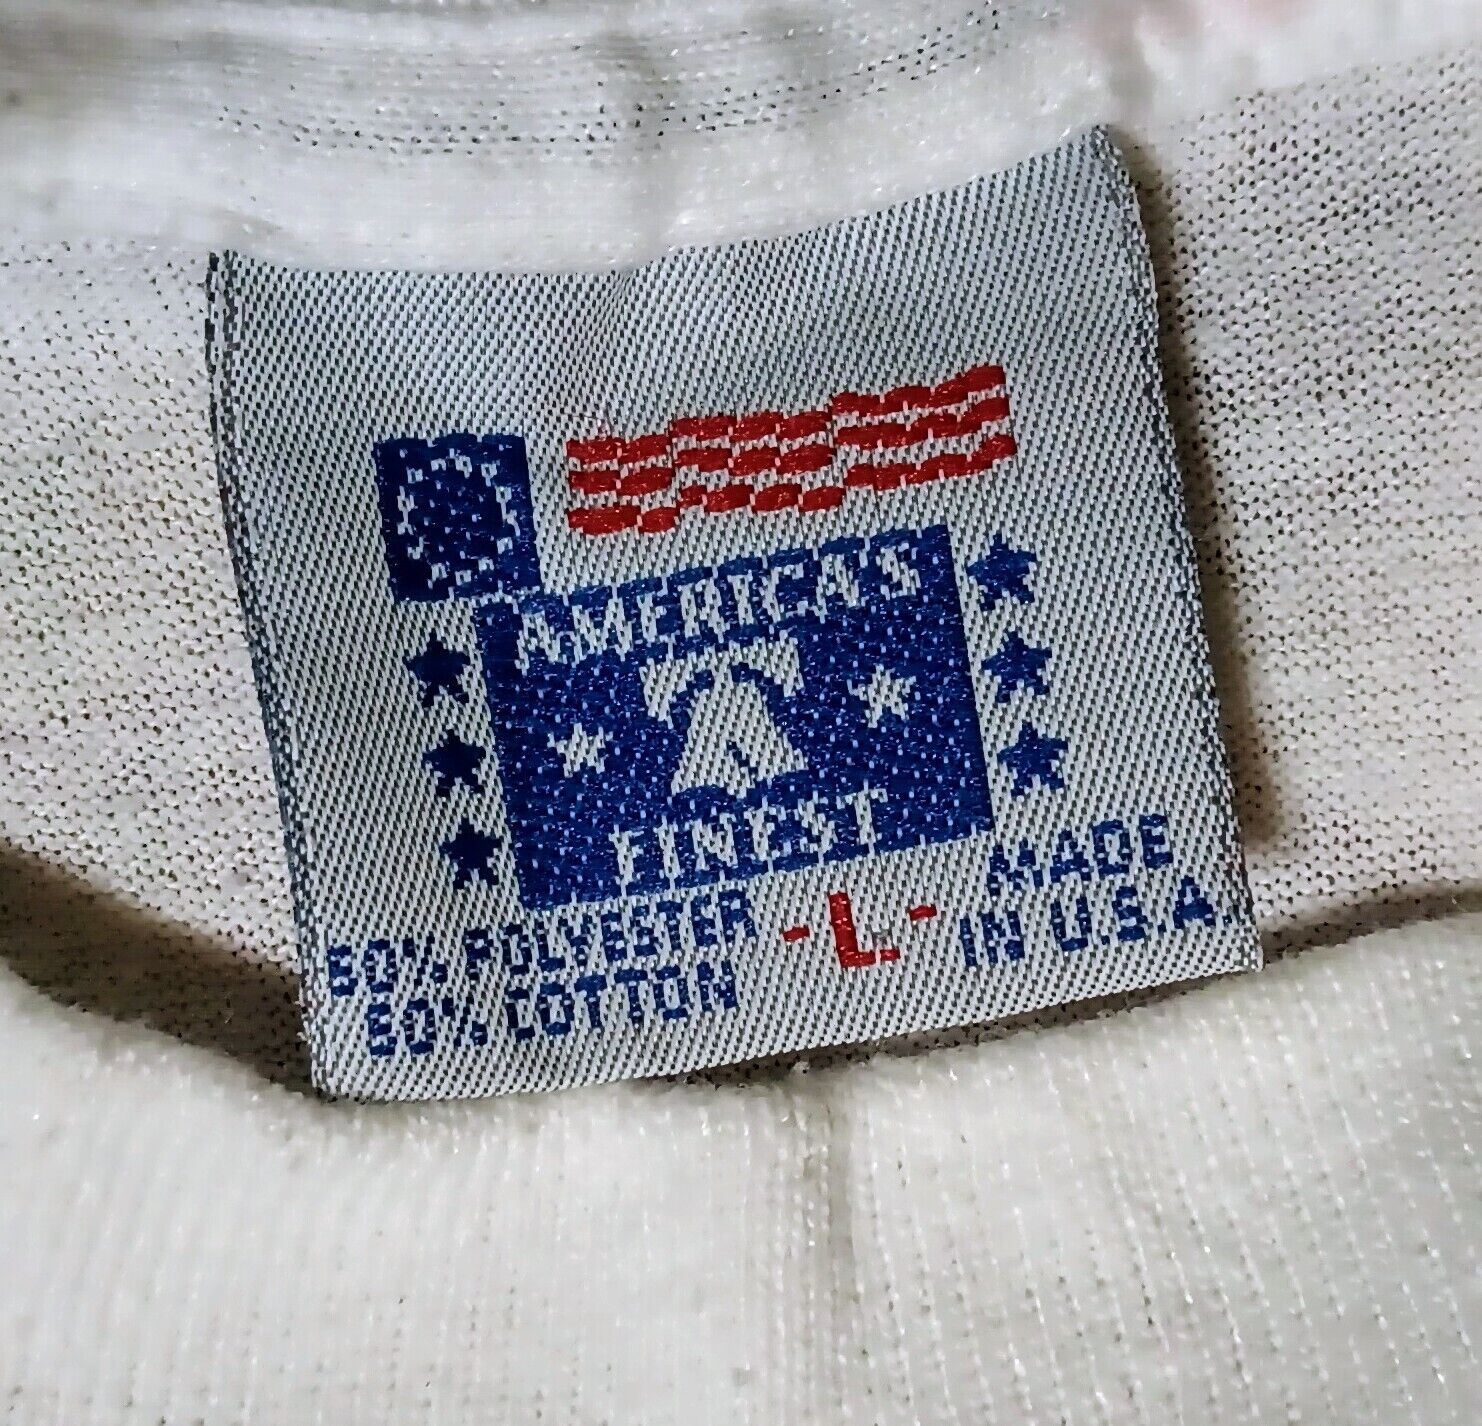 AMERICA'S
FINEST
50% POLYESTER
50% COTTON
-L.-
MADE
IN U.S.A.